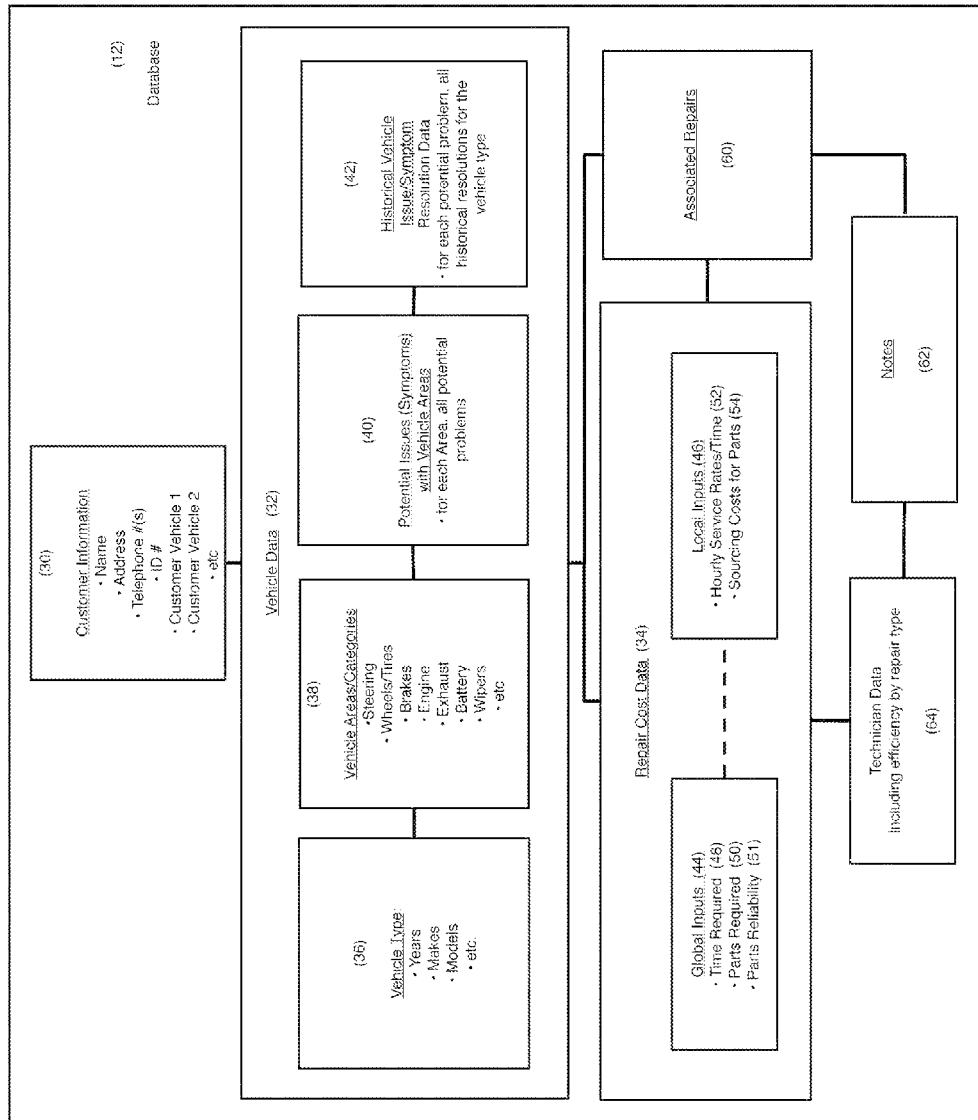 (12)
Database
(30)
Customer Information
• Name
• Address
• Telephone #(s)
• ID #
• Customer Vehicle 1
• Customer Vehicle 2
• etc
Vehicle Data (32)
(36)
Vehicle Type:
• Years
• Makes
• Models
• etc.
(38)
Vehicle Areas/Categories
• Steering
• Wheels/Tires
• Brakes
• Engine
• Exhaust
• Battery
• Wipers
• etc
(40)
Potential Issues (Symptoms)
with Vehicle Areas
• for each Area, all potential
problems
(42)
Historical Vehicle
Issue/Symptom
Resolution Data
• for each potential problem, all
historical resolutions for the
vehicle type
Repair Cost Data (34)
Global Inputs (44)
• Time Required (48)
• Parts Required (50)
• Parts Reliability (51)
Local Inputs (46)
• Hourly Service Rates/Time (52)
• Sourcing Costs for Parts (54)
Associated Repairs
(60)
Technician Data
Including efficiency by repair type
(64)
Notes
(62)